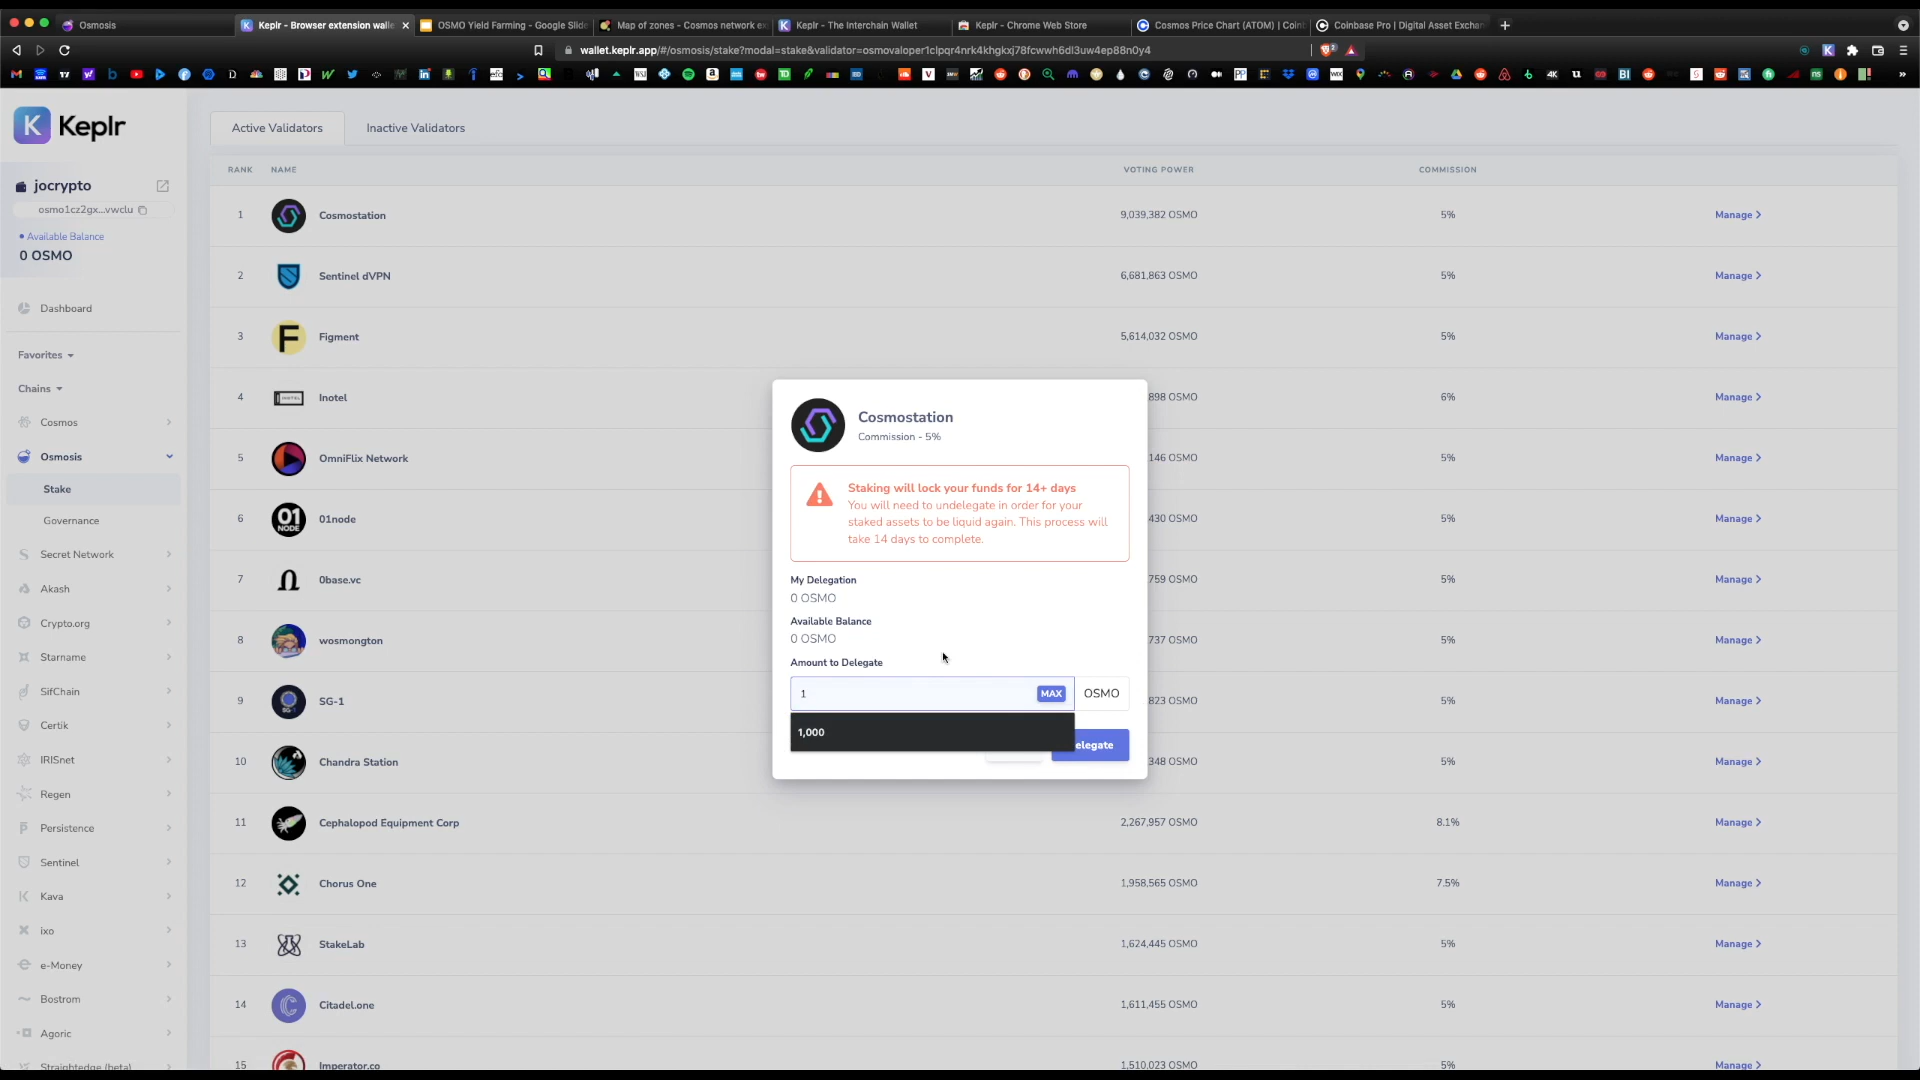 Osmosis
Keplr - Browser extension walle
OSMO Yield Farming - Google Slide
Map of zones - Cosmos network ex
Keplr - The Interchain Wallet
Keplr - Chrome Web Store
Cosmos Price Chart (ATOM) | Coin
Coinbase Pro | Digital Asset Exchan
wallet.keplr.app/#/osmosis/stake?modal=stake&validator=osmovaloper1clpqr4nrk4khgkxj78fcwwh6dl3uw4ep88n0y4
Keplr
jocrypto
osmo1cz2gx...vwclu
Available Balance
0 OSMO
Dashboard
Favorites
Chains
Cosmos
Osmosis
Stake
Governance
Secret Network
Akash
Crypto.org
Starname
SifChain
Certik
IRISnet
Regen
Persistence
Sentinel
Kava
ixo
e-Money
Bostrom
Agoric
Straightedge (beta)
Active Validators
Inactive Validators
RANK NAME VOTING POWER COMMISSION
1 Cosmostation 9,039,382 OSMO 5% Manage
2 Sentinel dVPN 6,681,863 OSMO 5% Manage
3 Figment 5,614,032 OSMO 5% Manage
4 Inotel 898 OSMO 6% Manage
5 OmniFlix Network 146 OSMO 5% Manage
6 01node 430 OSMO 5% Manage
7 0base.vc 759 OSMO 5% Manage
8 wosmongton 737 OSMO 5% Manage
9 SG-1 823 OSMO 5% Manage
10 Chandra Station 348 OSMO 5% Manage
11 Cephalopod Equipment Corp 2,267,957 OSMO 8.1% Manage
12 Chorus One 1,958,565 OSMO 7.5% Manage
13 StakeLab 1,624,445 OSMO 5% Manage
14 Citadel.one 1,611,455 OSMO 5% Manage
15 Imperator.co 1,510,023 OSMO 5% Manage
Cosmostation
Commission - 5%
Staking will lock your funds for 14+ days
You will need to undelegate in order for your
staked assets to be liquid again. This process will
take 14 days to complete.
My Delegation
0 OSMO
Available Balance
0 OSMO
Amount to Delegate
1 MAX OSMO
1,000
elegate